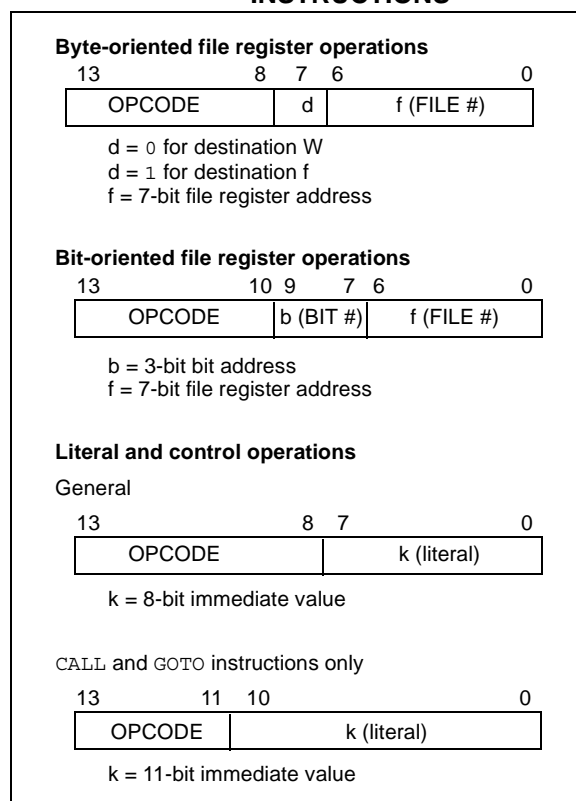 INSTRUCTIONS
Byte-oriented file register operations
13 8 7 6 0
OPCODE d f (FILE #)
d = 0 for destination W
d = 1 for destination f
f = 7-bit file register address
Bit-oriented file register operations
13 10 9 7 6 0
OPCODE b (BIT #) f (FILE #)
b = 3-bit bit address
f = 7-bit file register address
Literal and control operations
General
13 8 7 0
OPCODE k (literal)
k = 8-bit immediate value
CALL and GOTO instructions only
13 11 10 0
OPCODE k (literal)
k = 11-bit immediate value